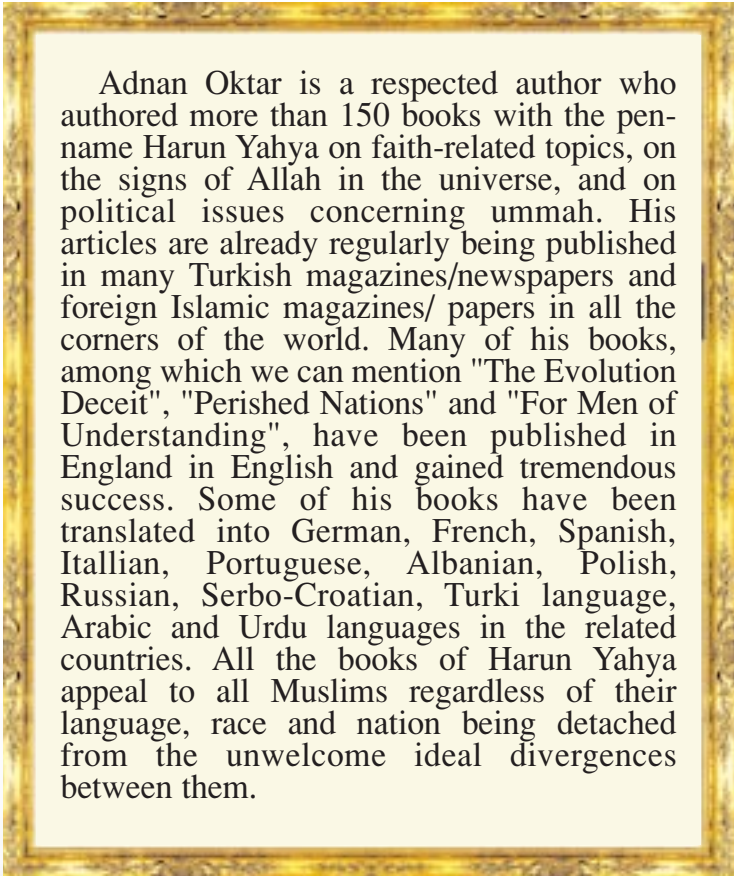 Adnan Oktar is a respected author who
authored more than 150 books with the pen-
name Harun Yahya on faith-related topics, on
the signs of Allah in the universe, and on
political issues concerning ummah. His
articles are already regularly being published
in many Turkish magazines/newspapers and
foreign Islamic magazines/ papers in all the
corners of the world. Many of his books,
among which we can mention "The Evolution
Deceit", "Perished Nations" and "For Men of
Understanding", have been published in
England in English and gained tremendous
success. Some of his books have been
translated into German, French, Spanish,
Itallian, Portuguese, Albanian, Polish,
Russian, Serbo-Croatian, Turki language,
Arabic and Urdu languages in the related
countries. All the books of Harun Yahya
appeal to all Muslims regardless of their
language, race and nation being detached
from the unwelcome ideal divergences
between them.